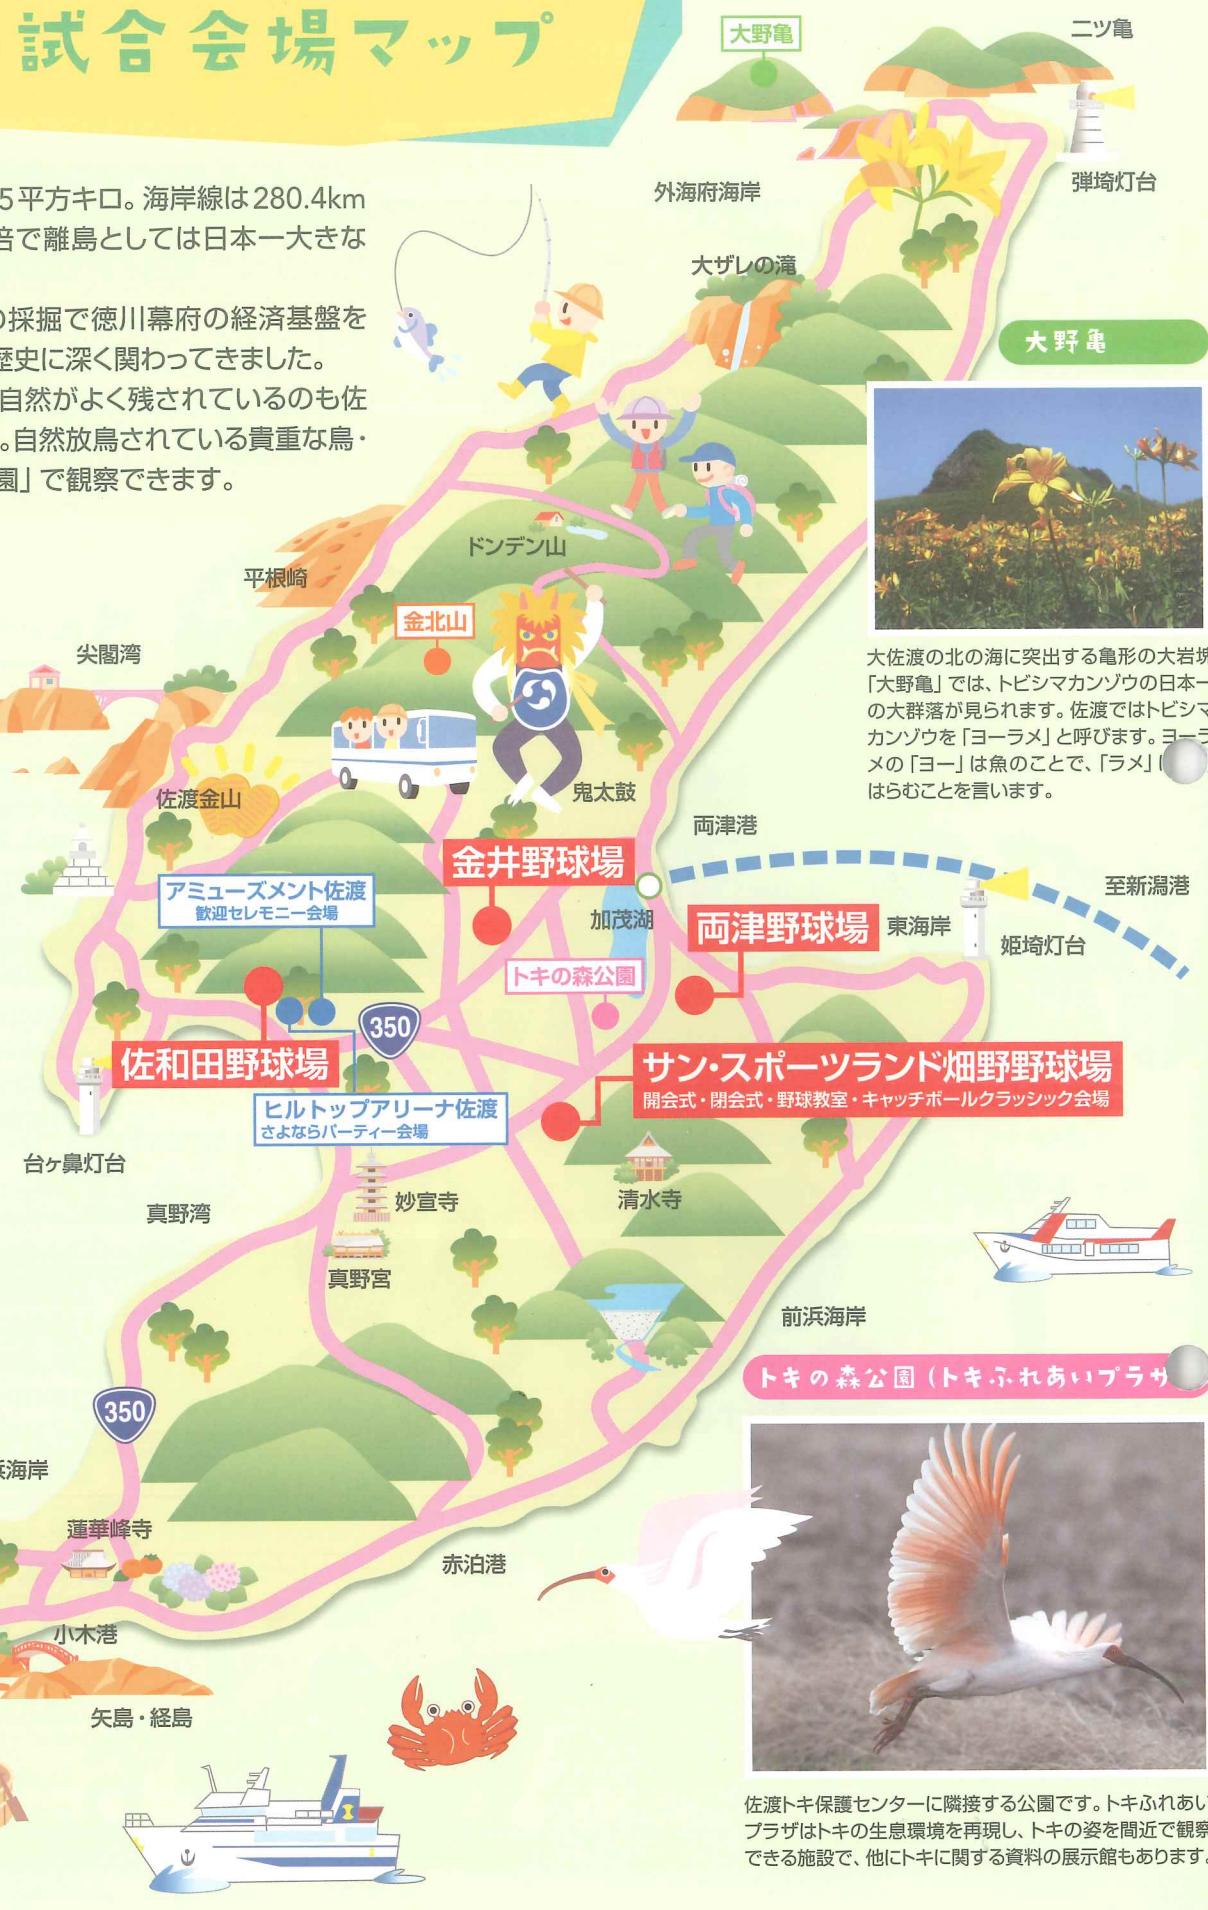 試合会場マップ
5平方キロ。海岸線は280.4km
倍で離島としては日本一大きな
の採掘で徳川幕府の経済基盤を
歴史に深く関わってきました。
自然がよく残されているのも佐
。自然放鳥されている貴重な鳥・
園」で観察できます。
大野亀
二ツ亀
弾埼灯台
外海府海岸
大ザレの滝
大野亀
ドンデン山
平根崎
金北山
尖閣湾
大佐渡の北の海に突出する亀形の大岩塊
「大野亀」では、トビシマカンゾウの日本一
の大群落が見られます。佐渡ではトビシマ
カンゾウを「ヨーラメ」と呼びます。ヨーラ
メの「ヨー」は魚のことで、「ラメ」
はらむことを言います。
佐渡金山
鬼太鼓
両津港
金井野球場
アミューズメント佐渡
歓迎セレモニー会場
至新潟港
加茂湖
両津野球場
東海岸
姫埼灯台
トキの森公園
350
佐和田野球場
サン・スポーツランド畑野野球場
開会式・閉会式・野球教室・キャッチボールクラッシック会場
ヒルトップアリーナ佐渡
さよならパーティー会場
台ヶ鼻灯台
真野湾
妙宣寺
清水寺
真野宮
前浜海岸
トキの森公園(トキふれあいプラザ
350
海岸
蓮華峰寺
赤泊港
小木港
矢島・経島
佐渡トキ保護センターに隣接する公園です。トキふれあい
プラザはトキの生息環境を再現し、トキの姿を間近で観察
できる施設で、他にトキに関する資料の展示館もあります。